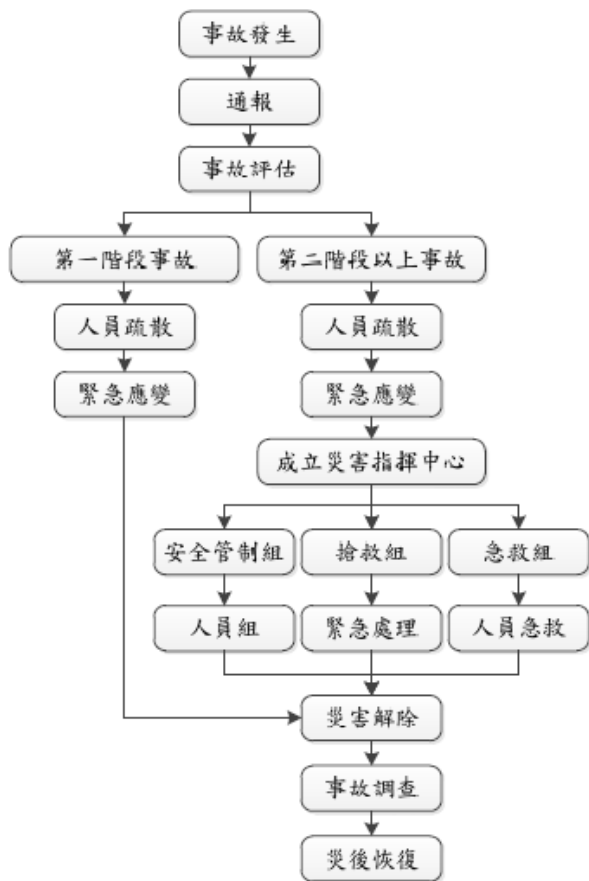 事故發生
通報
事故評估
第一階段事故
第二階段以上事故
人員疏散
人員疏散
緊急應變
緊急應變
成立災害指揮中心
安全管制組
搶救組
急救組
人員組
緊急處理
人員急救
災害解除
事故調查
災後恢復